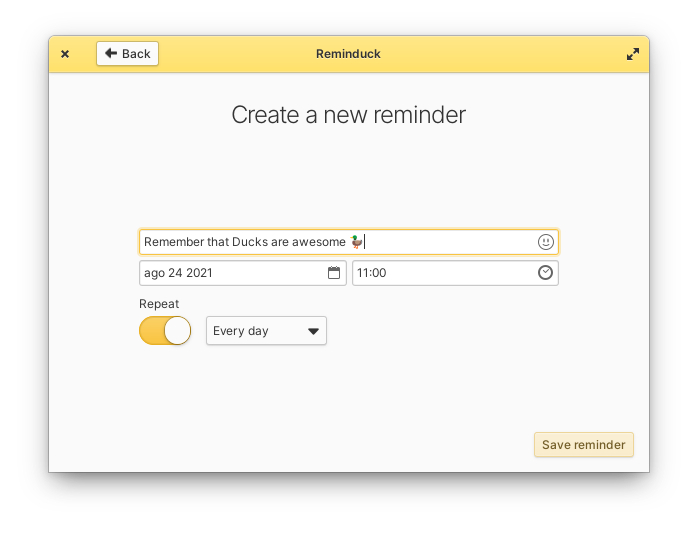 Back
Reminduck
Create a new reminder
Remember that Ducks are awesome 🦆
ago 24 2021
11:00
Repeat
Every day
Save reminder